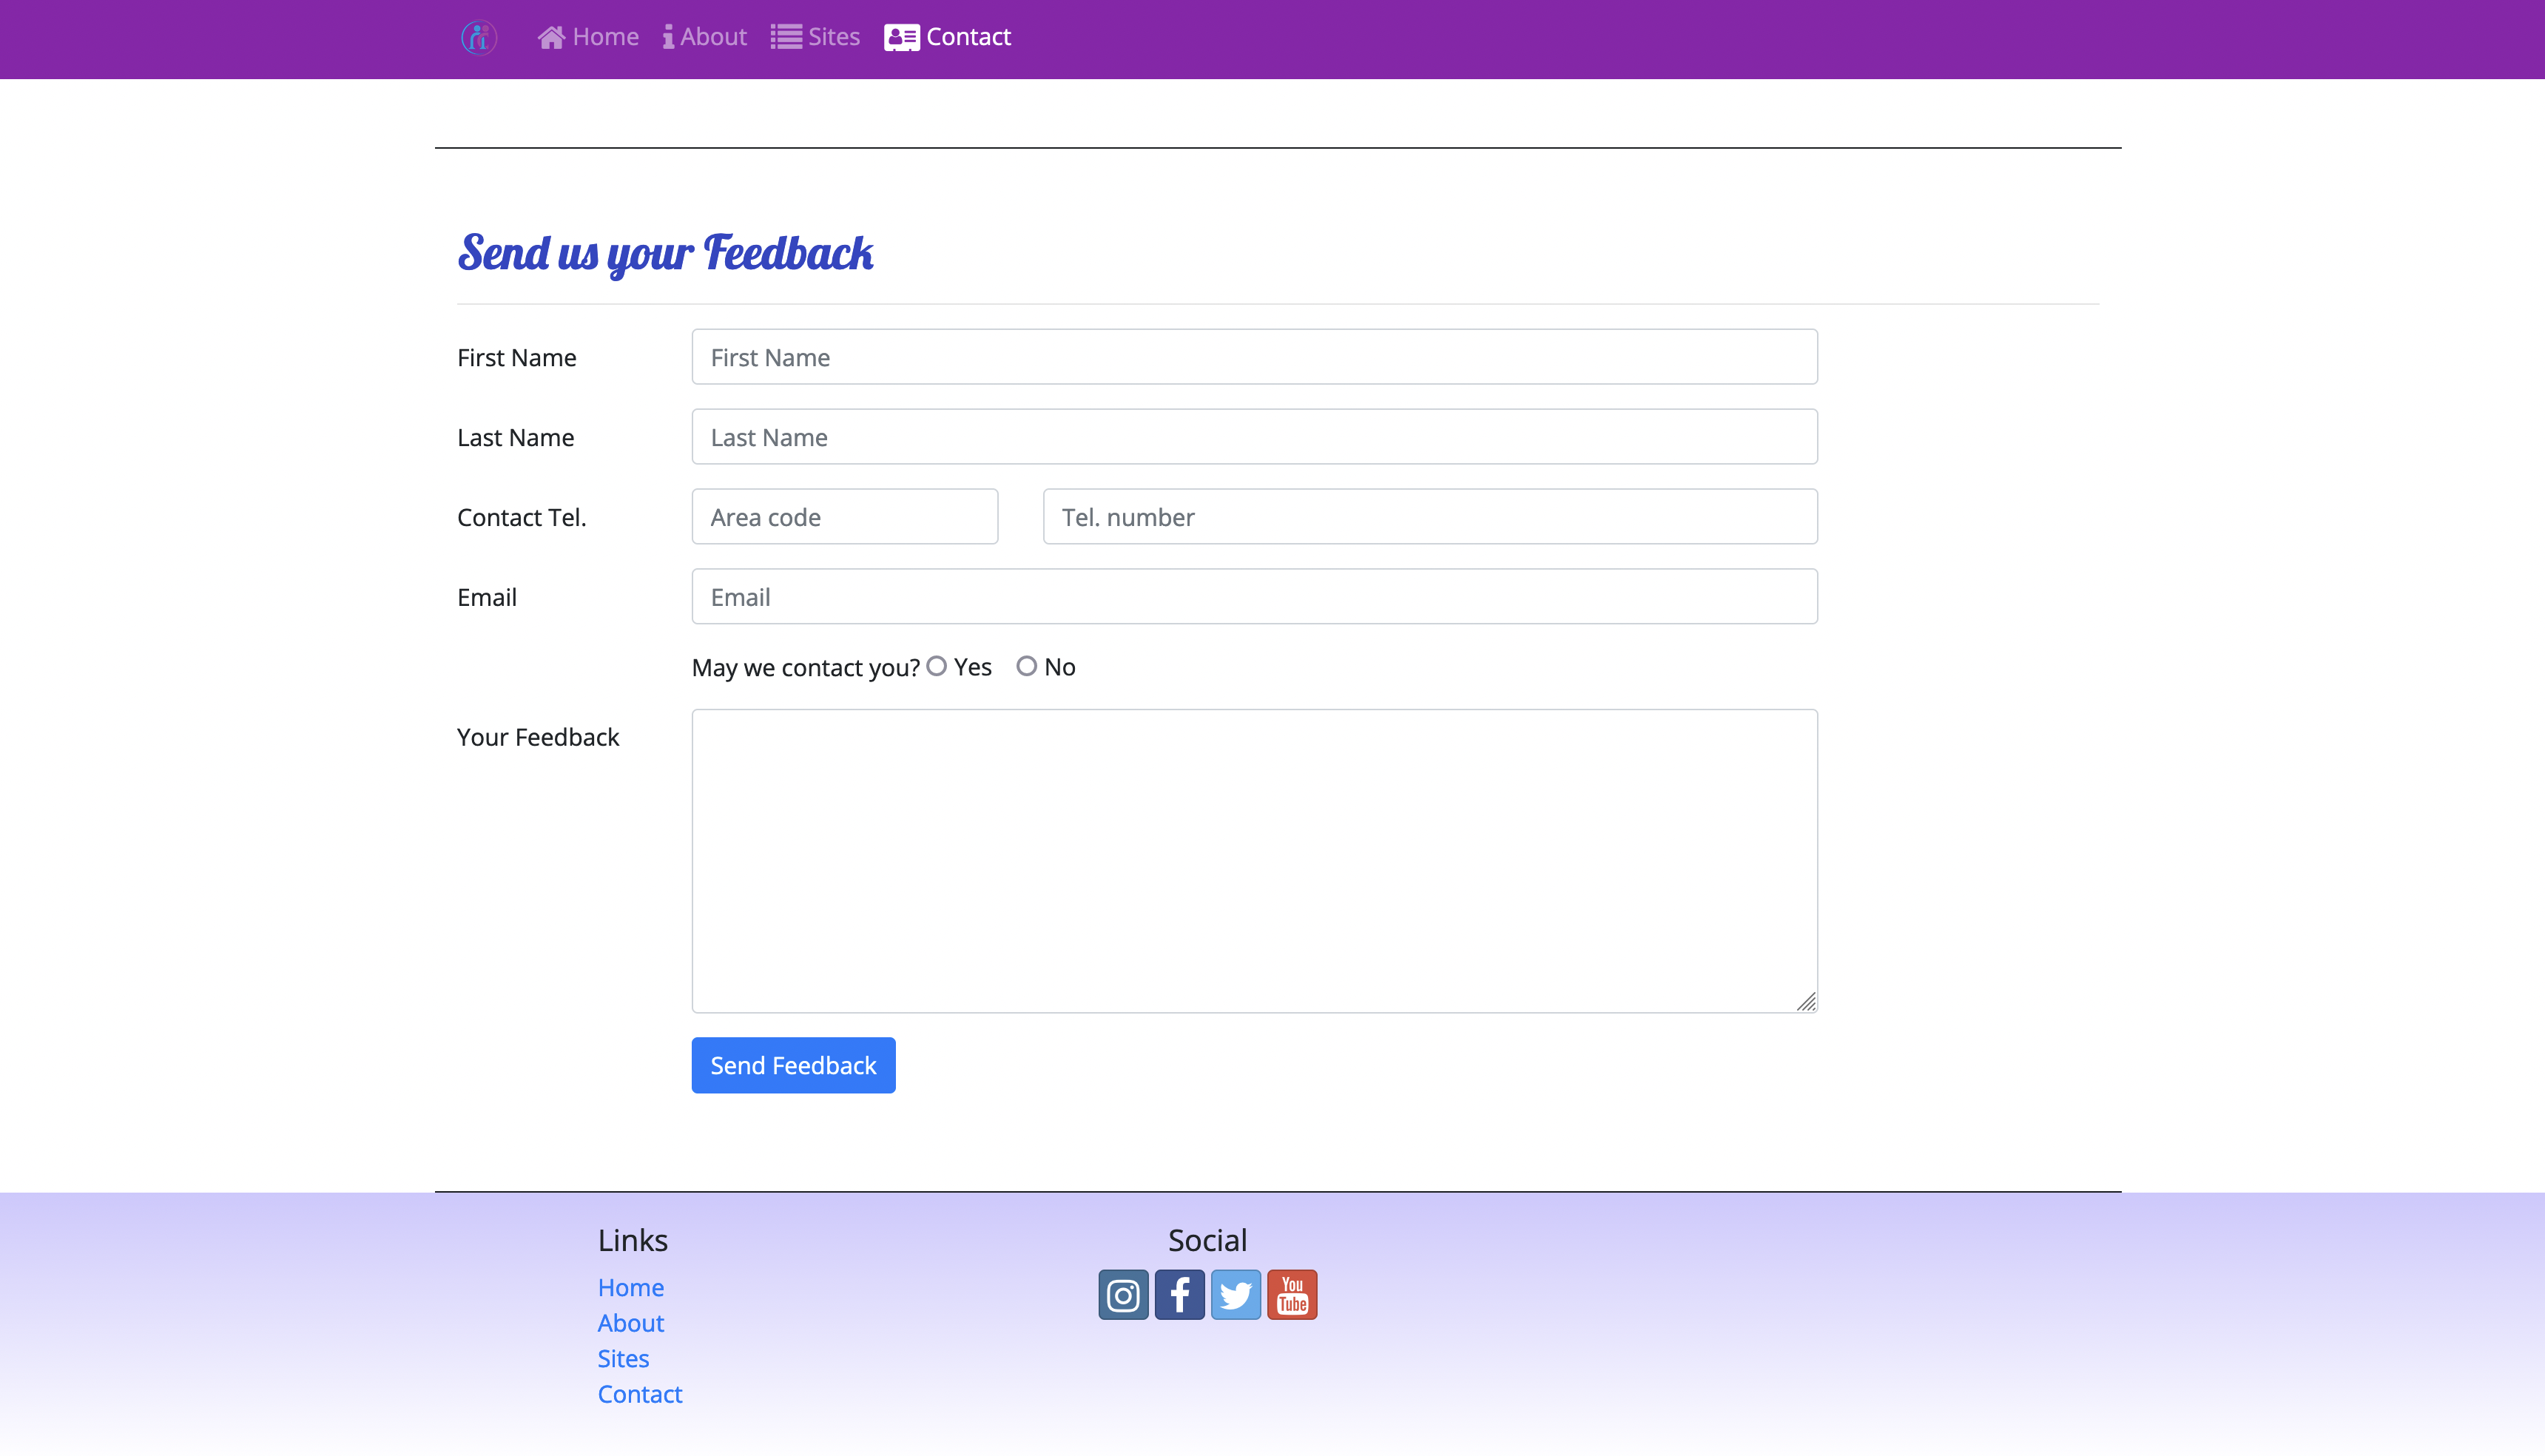 Home About Sites Contact
Send us your Feedback
First Name First Name
Last Name Last Name
Contact Tel. Area code Tel. number
Email Email
May we contact you? Yes No
Your Feedback
Send Feedback
Links
Home
About
Sites
Contact
Social
You
Tube